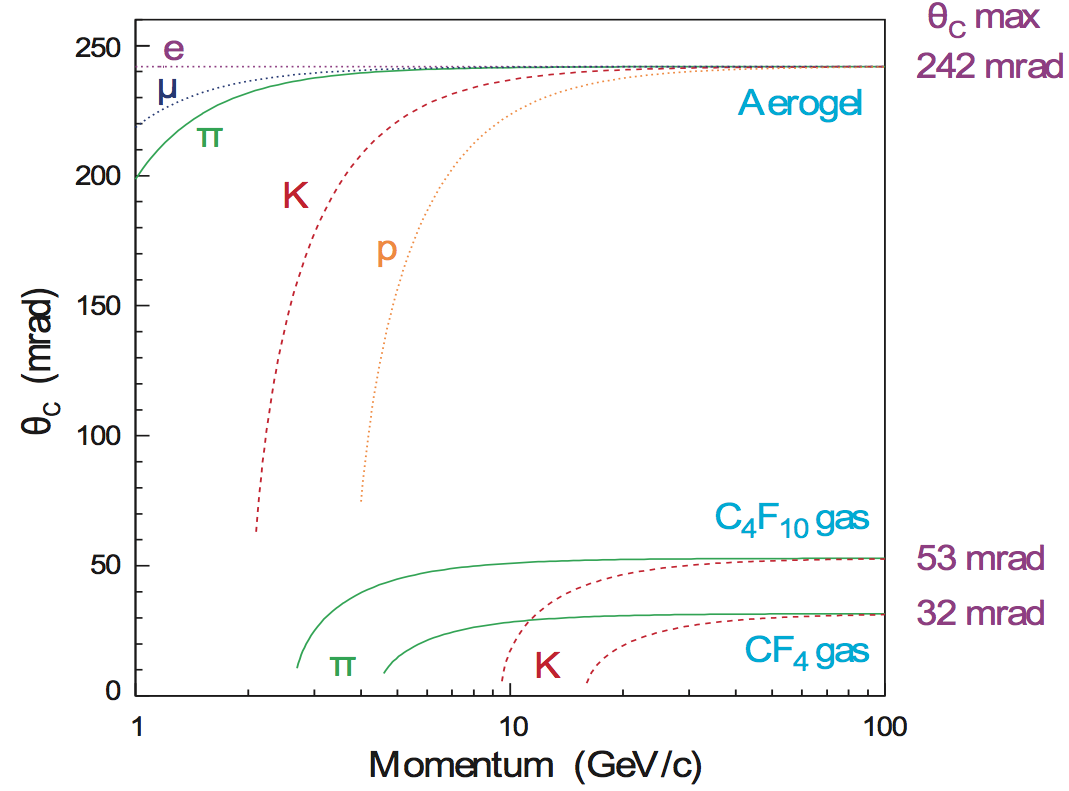 θC max
242 mrad
53 mrad
32 mrad
250
200
150
100
50
0
θC (mrad)
e
μ
π
K
p
Aerogel
C4F10 gas
π
K
CF4 gas
1
10
100
Momentum (GeV/c)